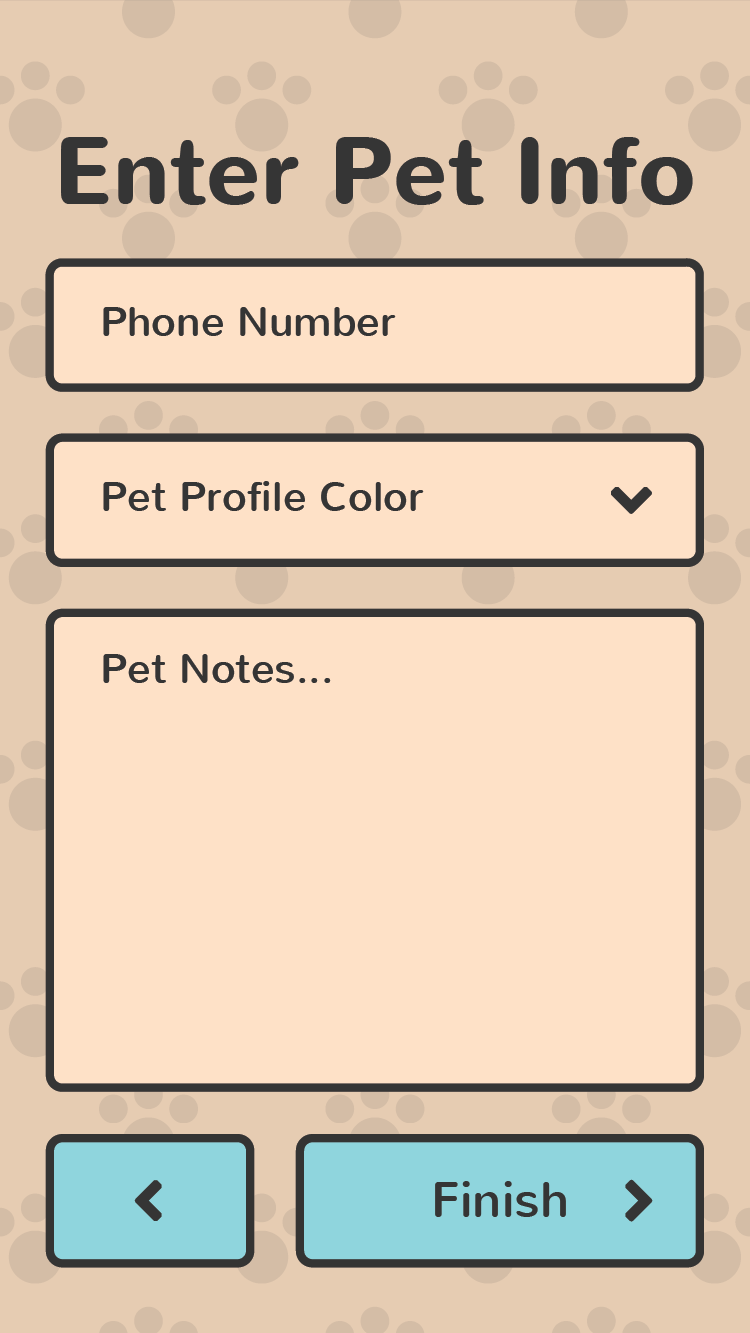 Enter Pet Info
Phone Number
Pet Profile Color
Pet Notes...
Finish